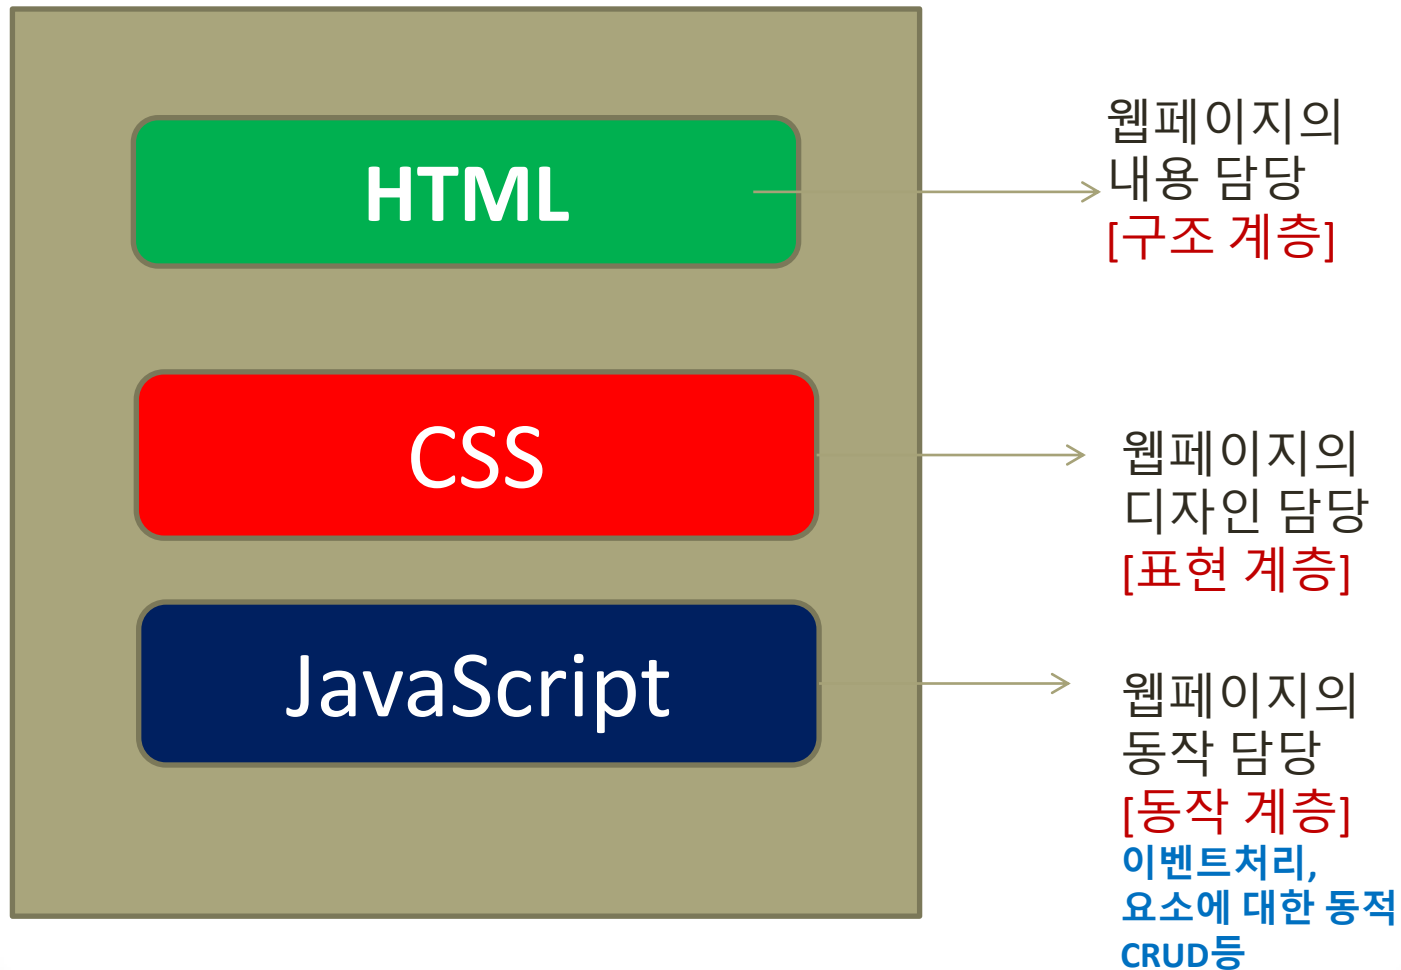 HTML
웹페이지의
내용 담당
[구조 계층]
CSS
웹페이지의
디자인 담당
[표현 계층]
JavaScript
웹페이지의
동작 담당
[동작 계층]
이벤트처리,
요소에 대한 동적
CRUD등